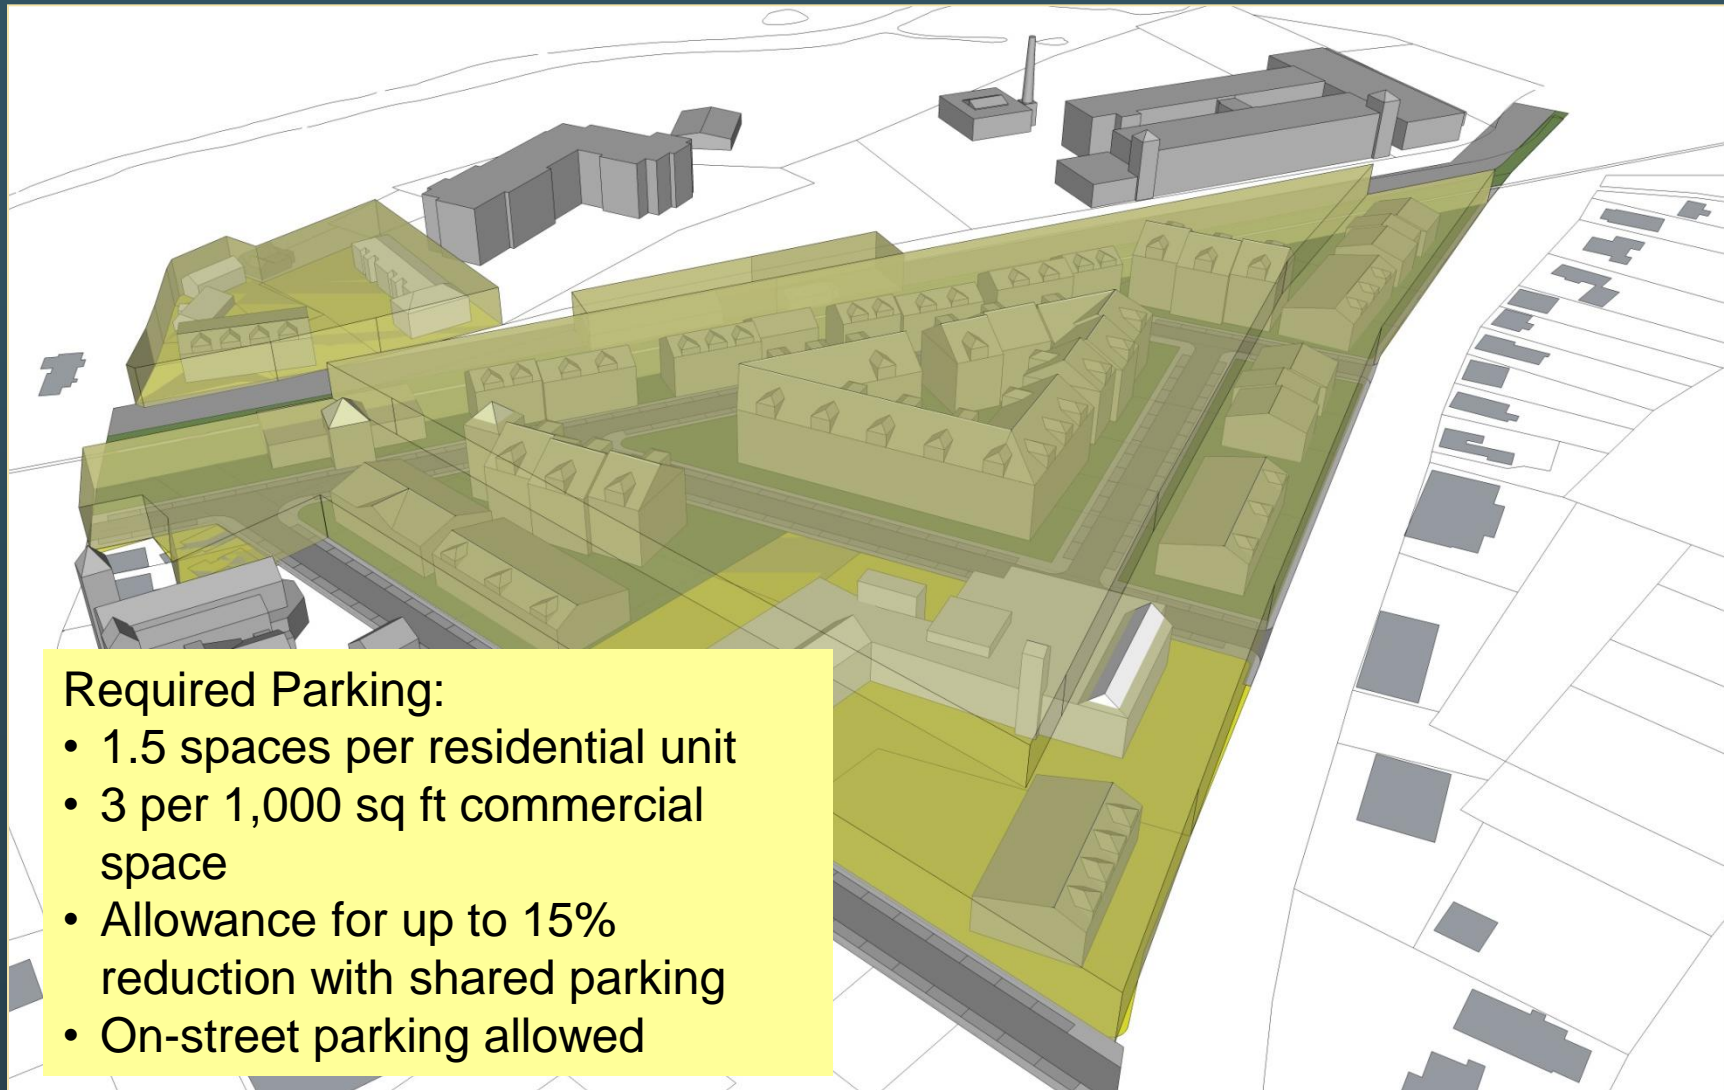 Required Parking:
• 1.5 spaces per residential unit
• 3 per 1,000 sq ft commercial
space
• Allowance for up to 15%
reduction with shared parking
• On-street parking allowed